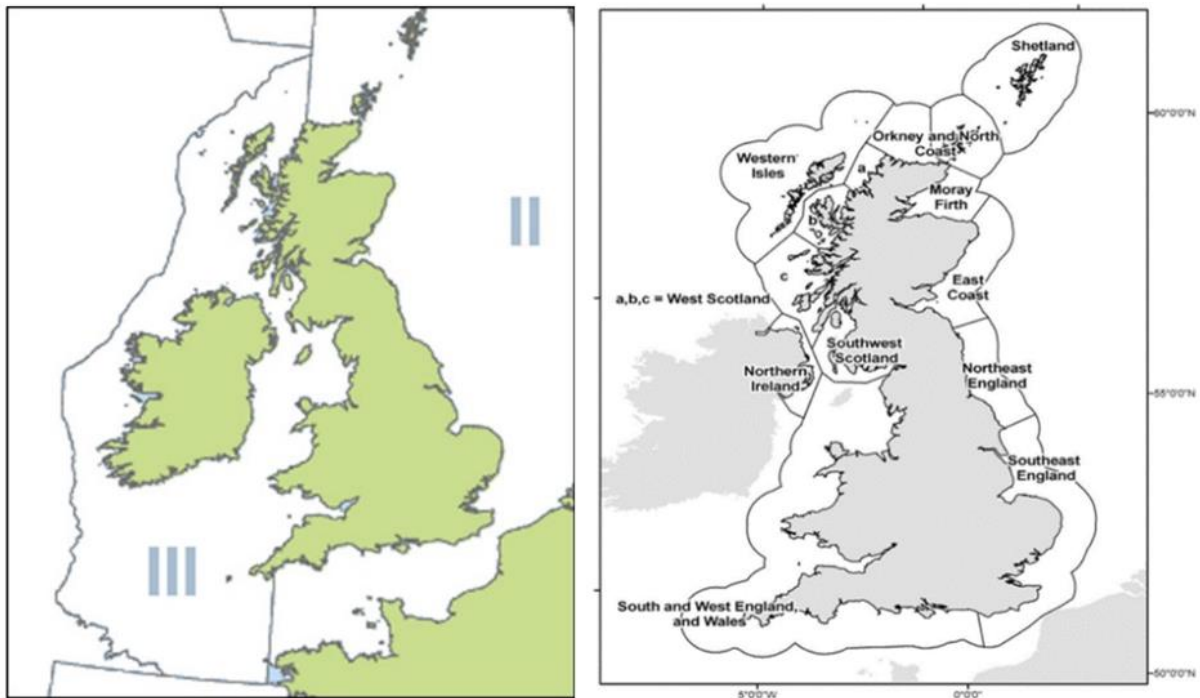 II
III
Shetland
60°0'0"N
Orkney and North
Coast
Western
Isles
a
Moray
Firth
b
c
East
Coast
a,b,c = West Scotland
Southwest
Scotland
Northern
Ireland
Northeast
England
55°0'0"N
Southeast
England
South and West England,
and Wales
50°0'0"N
5°0'0"W
0°0'0"